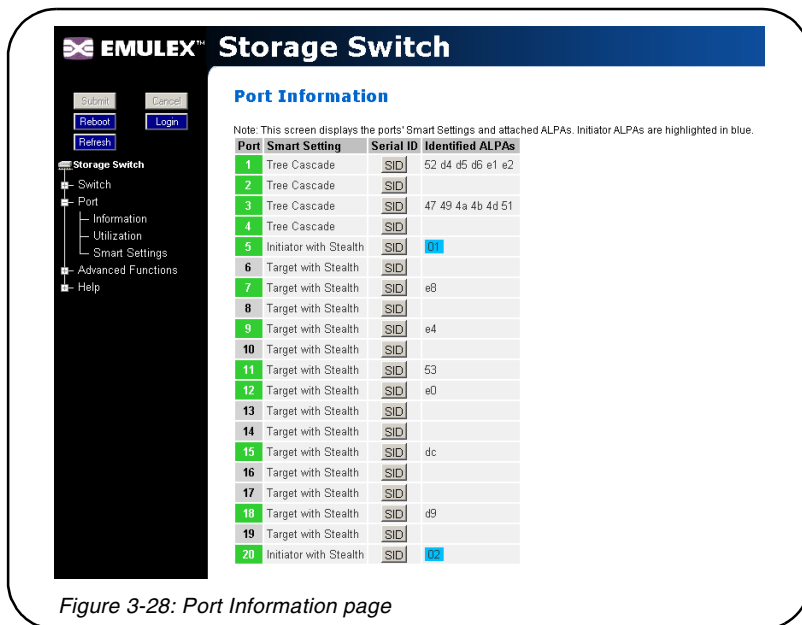 EMULEX™ Storage Switch
Submit Cancel
Reboot Login
Refresh
Storage Switch
Switch
Port
Information
Utilization
Smart Settings
Advanced Functions
Help
Port Information
Note: This screen displays the ports' Smart Settings and attached ALPAs. Initiator ALPAs are highlighted in blue.
Port Smart Setting Serial ID Identified ALPAs
1 Tree Cascade SID 52 d4 d5 d6 e1 e2
2 Tree Cascade SID
3 Tree Cascade SID 47 49 4a 4b 4d 51
4 Tree Cascade SID
5 Initiator with Stealth SID 01
6 Target with Stealth SID
7 Target with Stealth SID e8
8 Target with Stealth SID
9 Target with Stealth SID e4
10 Target with Stealth SID
11 Target with Stealth SID 53
12 Target with Stealth SID e0
13 Target with Stealth SID
14 Target with Stealth SID
15 Target with Stealth SID dc
16 Target with Stealth SID
17 Target with Stealth SID
18 Target with Stealth SID d9
19 Target with Stealth SID
20 Initiator with Stealth SID 02
Figure 3-28: Port Information page